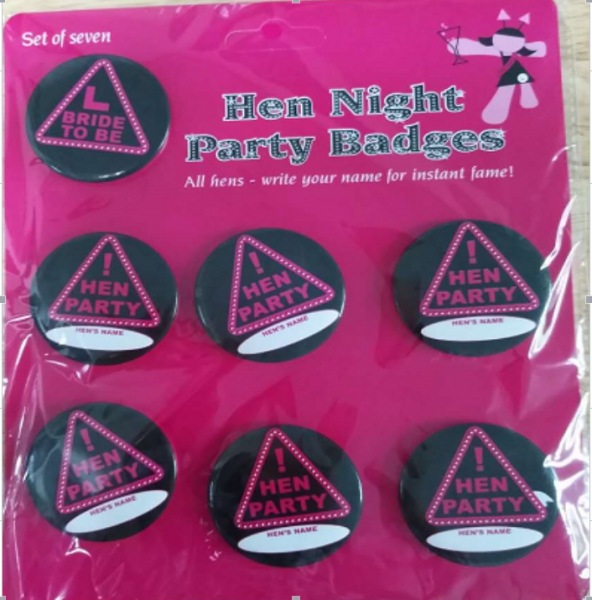 Set of seven
L
BRIDE
TO BE
Hen Night
Party Badges
All hens - write your name for instant fame!
!
HEN
PARTY
HEN'S NAME
!
HEN
PARTY
HEN'S NAME
!
HEN
PARTY
HEN'S NAME
!
HEN
PARTY
HEN'S NAME
!
HEN
PARTY
HEN'S NAME
!
HEN
PARTY
HEN'S NAME